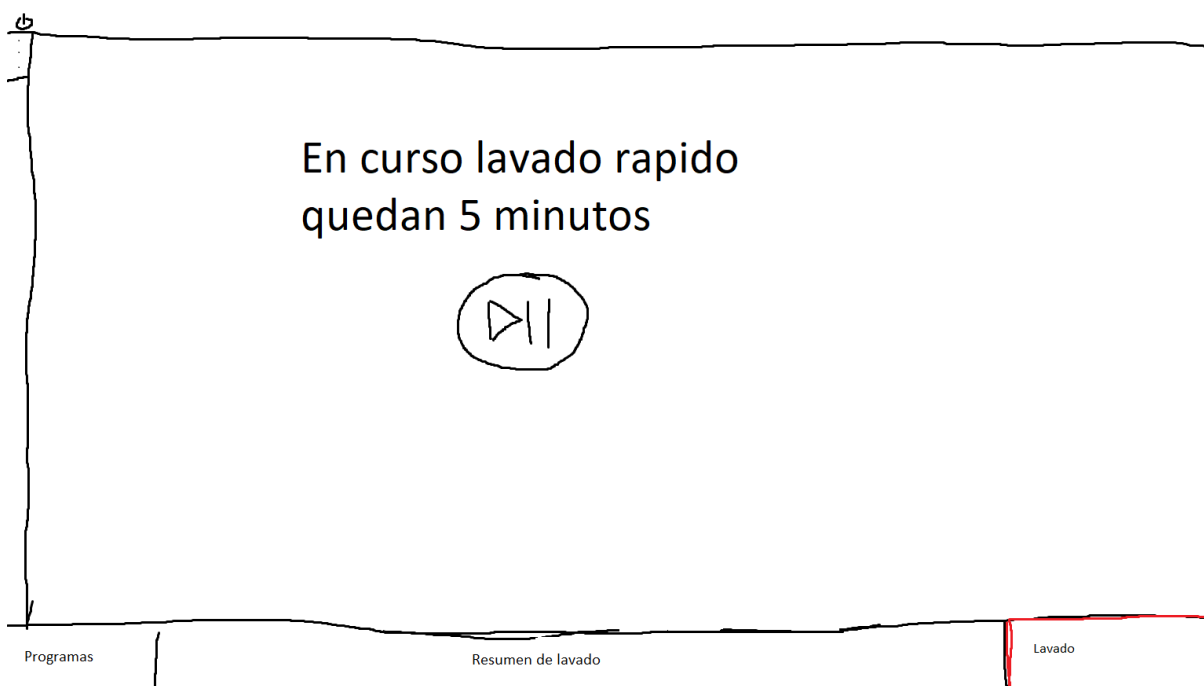 En curso lavado rapido
quedan 5 minutos
Programas
Resumen de lavado
Lavado